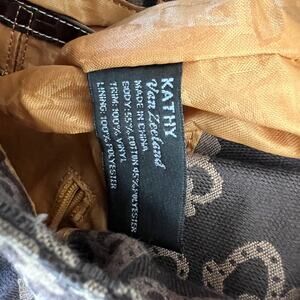 KATHY
Van Zeeland
MADE IN CHINA
BODY: 55% COTTON 45% POLYESTER
TRIM: 100% VINYL
LINING: 100% POLYESTER